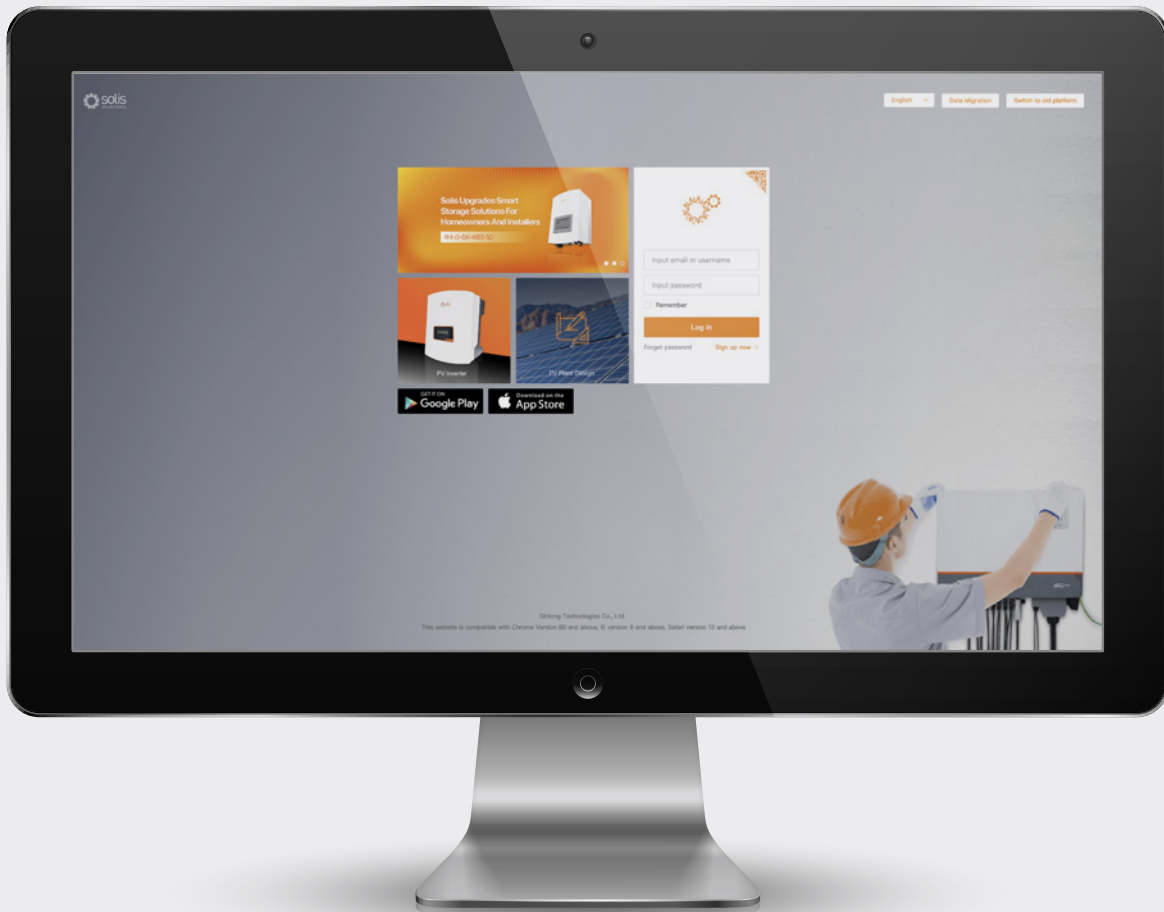 solis
English
Data Migration
Switch to old platform
Solis Upgrades Smart
Storage Solutions For
Homeowners And Installers
Input email or username
Input password
Remember
Log in
Forget password
Sign up now >
PV Inverter
PV Plant Design
GET IT ON
Google Play
Download on the
App Store
Ginlong Technologies Co., Ltd.
This website is compatible with Chrome Version 80 and above, IE version 9 and above, Safari version 13 and above